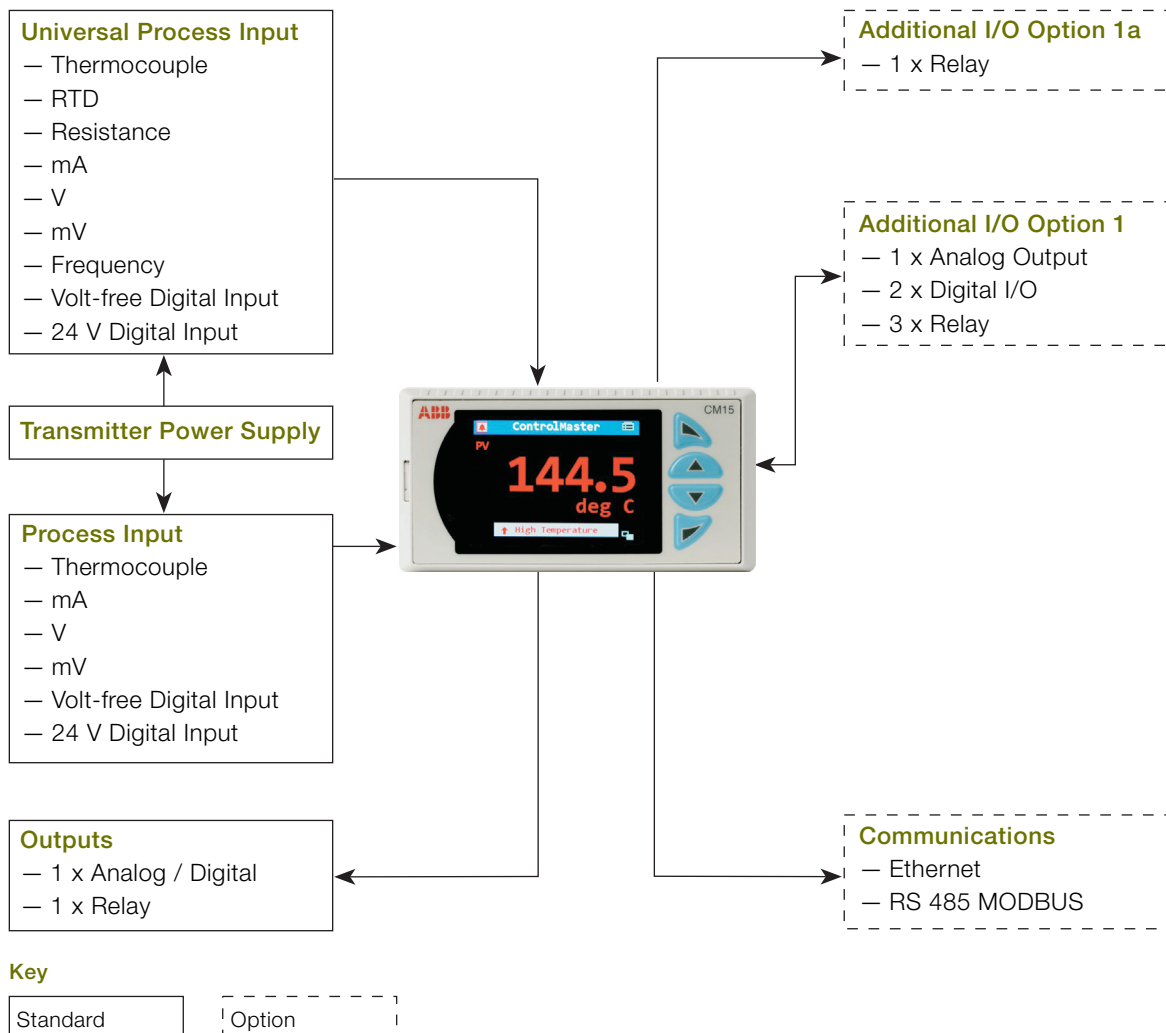 Universal Process Input
— Thermocouple
— RTD
— Resistance
— mA
— V
— mV
— Frequency
— Volt-free Digital Input
— 24 V Digital Input
Transmitter Power Supply
Process Input
— Thermocouple
— mA
— V
— mV
— Volt-free Digital Input
— 24 V Digital Input
Outputs
— 1 x Analog / Digital
— 1 x Relay
ABB
CM15
ControlMaster
PV
144.5
deg C
High Temperature
Additional I/O Option 1a
— 1 x Relay
Additional I/O Option 1
— 1 x Analog Output
— 2 x Digital I/O
— 3 x Relay
Communications
— Ethernet
— RS 485 MODBUS
Key
Standard
Option